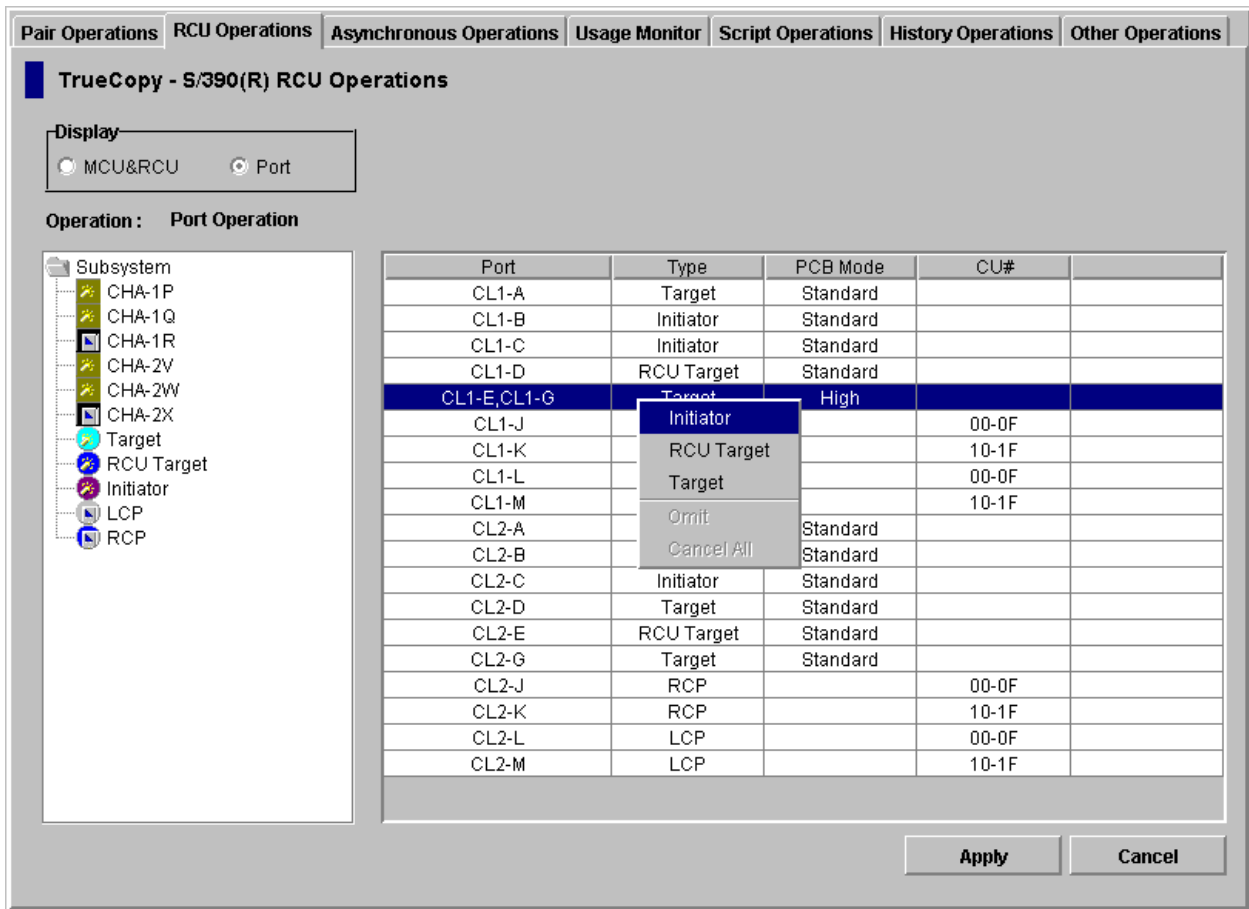 Pair Operations RCU Operations Asynchronous Operations Usage Monitor Script Operations History Operations Other Operations
TrueCopy - S/390(R) RCU Operations
Display
MCU&RCU Port
Operation : Port Operation
Subsystem
CHA-1P
CHA-1Q
CHA-1R
CHA-2V
CHA-2W
CHA-2X
Target
RCU Target
Initiator
LCP
RCP
Port Type PCB Mode CU#
CL1-A Target Standard
CL1-B Initiator Standard
CL1-C Initiator Standard
CL1-D RCU Target Standard
CL1-E,CL1-G Target High
CL1-J 00-0F
CL1-K 10-1F
CL1-L 00-0F
CL1-M 10-1F
CL2-A Standard
CL2-B Standard
CL2-C Initiator Standard
CL2-D Target Standard
CL2-E RCU Target Standard
CL2-G Target Standard
CL2-J RCP 00-0F
CL2-K RCP 10-1F
CL2-L LCP 00-0F
CL2-M LCP 10-1F
Initiator
RCU Target
Target
Omit
Cancel All
Apply Cancel